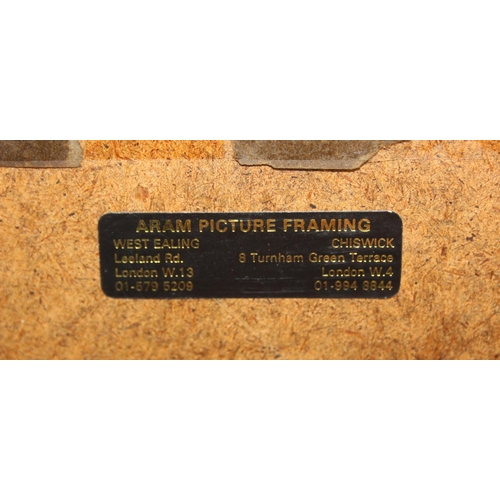 ARAM PICTURE FRAMING
WEST EALING CHISWICK
Leeland Rd. 8 Turnham Green Terrace
London W.13 London W.4
01-579 5209 01-994 8844